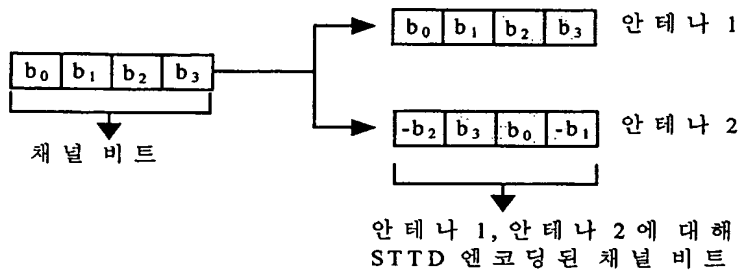 b₀ b₁ b₂ b₃ 안테나 1
b₀ b₁ b₂ b₃
-b₂ b₃ b₀ -b₁ 안테나 2
채널 비트
안테나 1, 안테나 2에 대해
STTD 엔코딩된 채널 비트